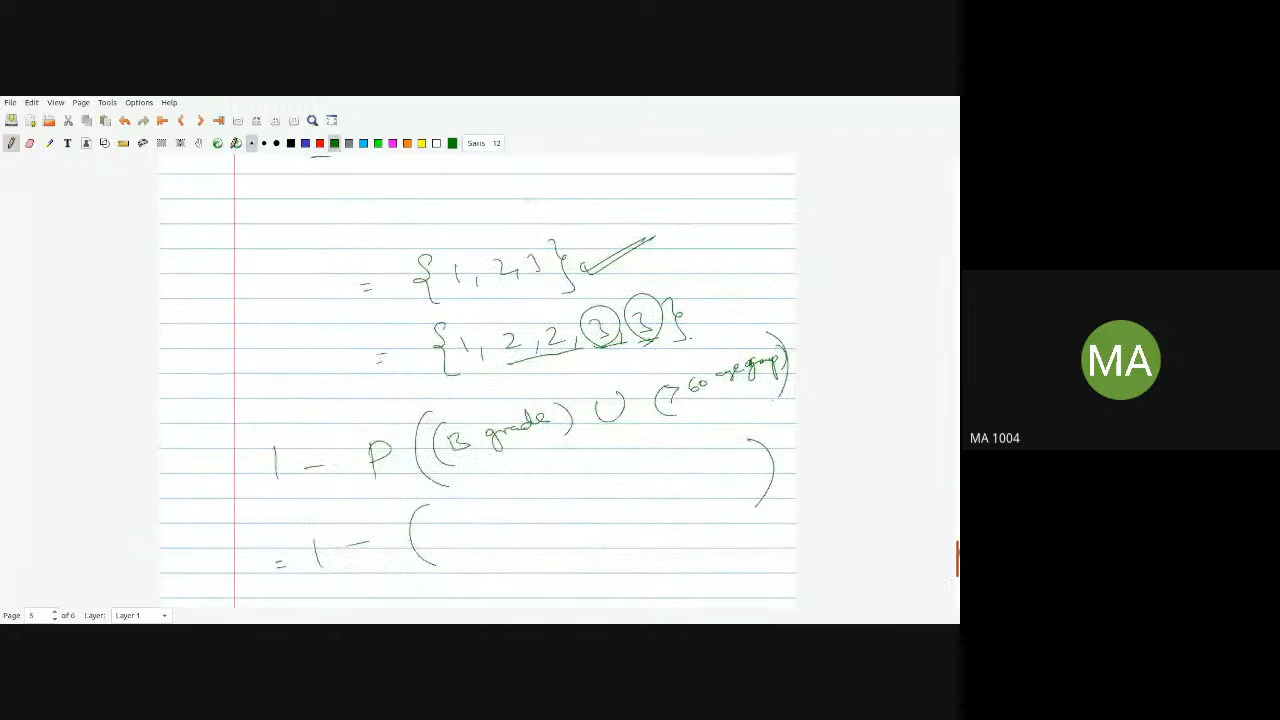 File Edit View Page Tools Options Help
Sans 12
= {1, 2, 3}
= {1, 2, 2, 3, 3}.
1 - P((B grade) ∪ (> 60 age group))
= 1 - (
MA
MA 1004
Page 5 of 6 Layer: Layer 1